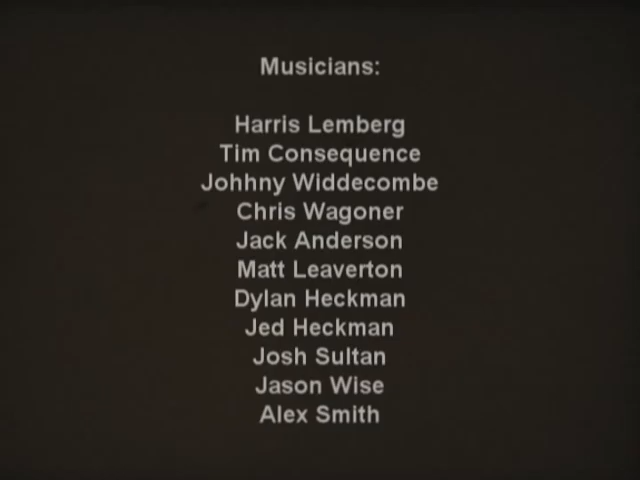 Musicians:
Harris Lemberg
Tim Consequence
Johhny Widdecombe
Chris Wagoner
Jack Anderson
Matt Leaverton
Dylan Heckman
Jed Heckman
Josh Sultan
Jason Wise
Alex Smith